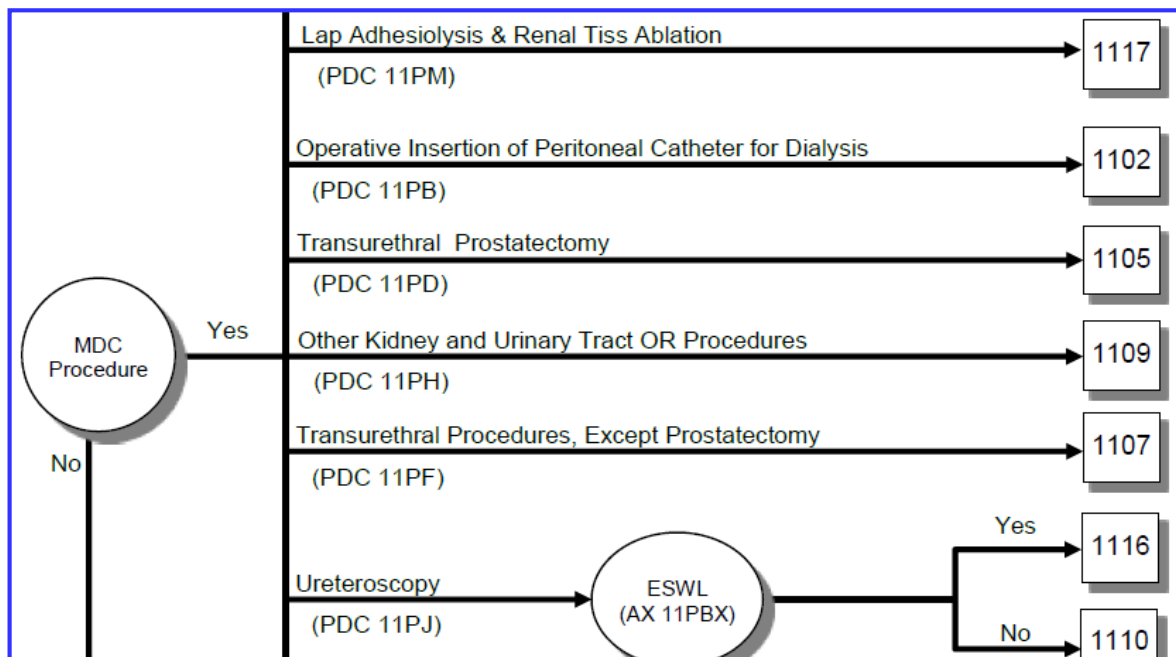 Lap Adhesiolysis & Renal Tiss Ablation
(PDC 11PM)
1117
Operative Insertion of Peritoneal Catheter for Dialysis
(PDC 11PB)
1102
Transurethral Prostatectomy
(PDC 11PD)
1105
MDC
Procedure
Yes
Other Kidney and Urinary Tract OR Procedures
(PDC 11PH)
1109
No
Transurethral Procedures, Except Prostatectomy
(PDC 11PF)
1107
Ureteroscopy
(PDC 11PJ)
ESWL
(AX 11PBX)
Yes
1116
No
1110